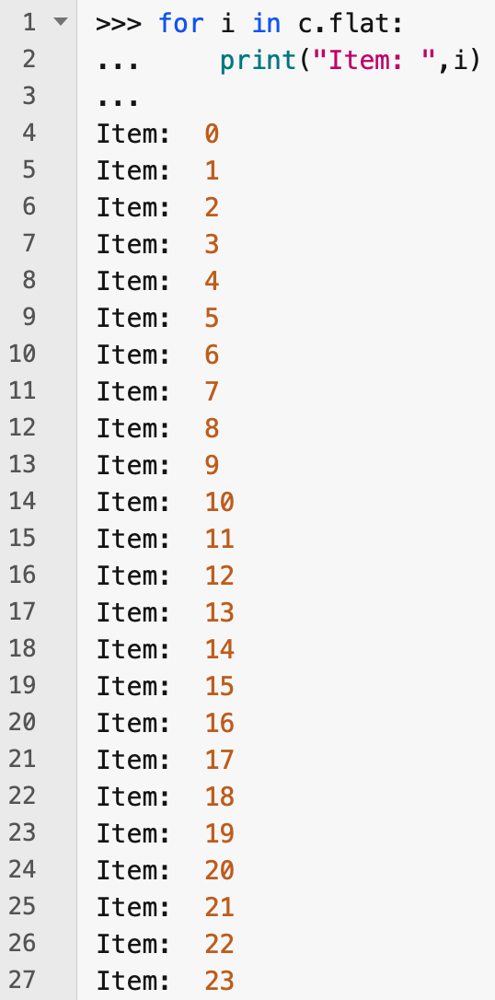 1 >>> for i in c.flat:
2 ...     print("Item: ",i)
3 ...
4 Item:  0
5 Item:  1
6 Item:  2
7 Item:  3
8 Item:  4
9 Item:  5
10 Item:  6
11 Item:  7
12 Item:  8
13 Item:  9
14 Item:  10
15 Item:  11
16 Item:  12
17 Item:  13
18 Item:  14
19 Item:  15
20 Item:  16
21 Item:  17
22 Item:  18
23 Item:  19
24 Item:  20
25 Item:  21
26 Item:  22
27 Item:  23